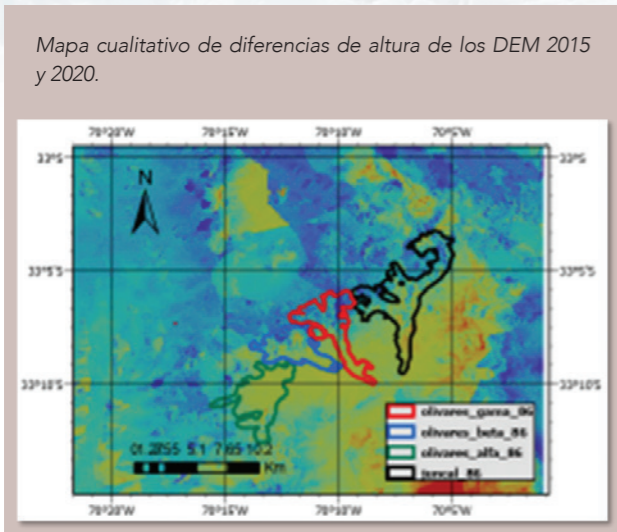 Mapa cualitativo de diferencias de altura de los DEM 2015
y 2020.
70°20'W 70°15'W 70°10'W 70°5'W
33°S 33°S
N
33°5'S 33°5'S
33°10'S 33°10'S
olivares_gama_86
olivares_beta_86
olivares_alfa_86
juncal_86
Km
70°20'W 70°15'W 70°10'W 70°5'W